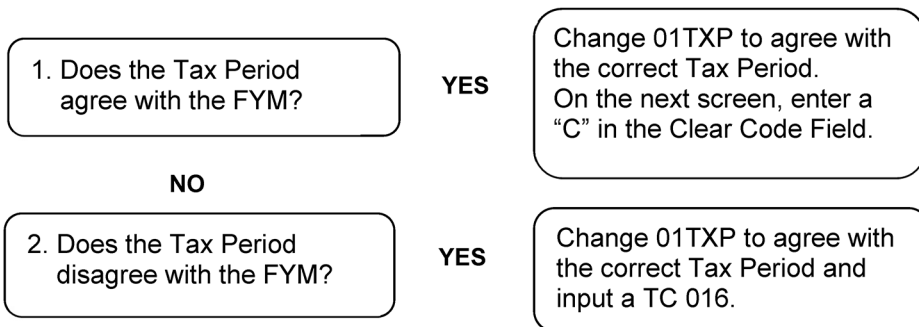 1. Does the Tax Period
agree with the FYM?
YES
Change 01TXP to agree with
the correct Tax Period.
On the next screen, enter a
“C” in the Clear Code Field.
NO
2. Does the Tax Period
disagree with the FYM?
YES
Change 01TXP to agree with
the correct Tax Period and
input a TC 016.